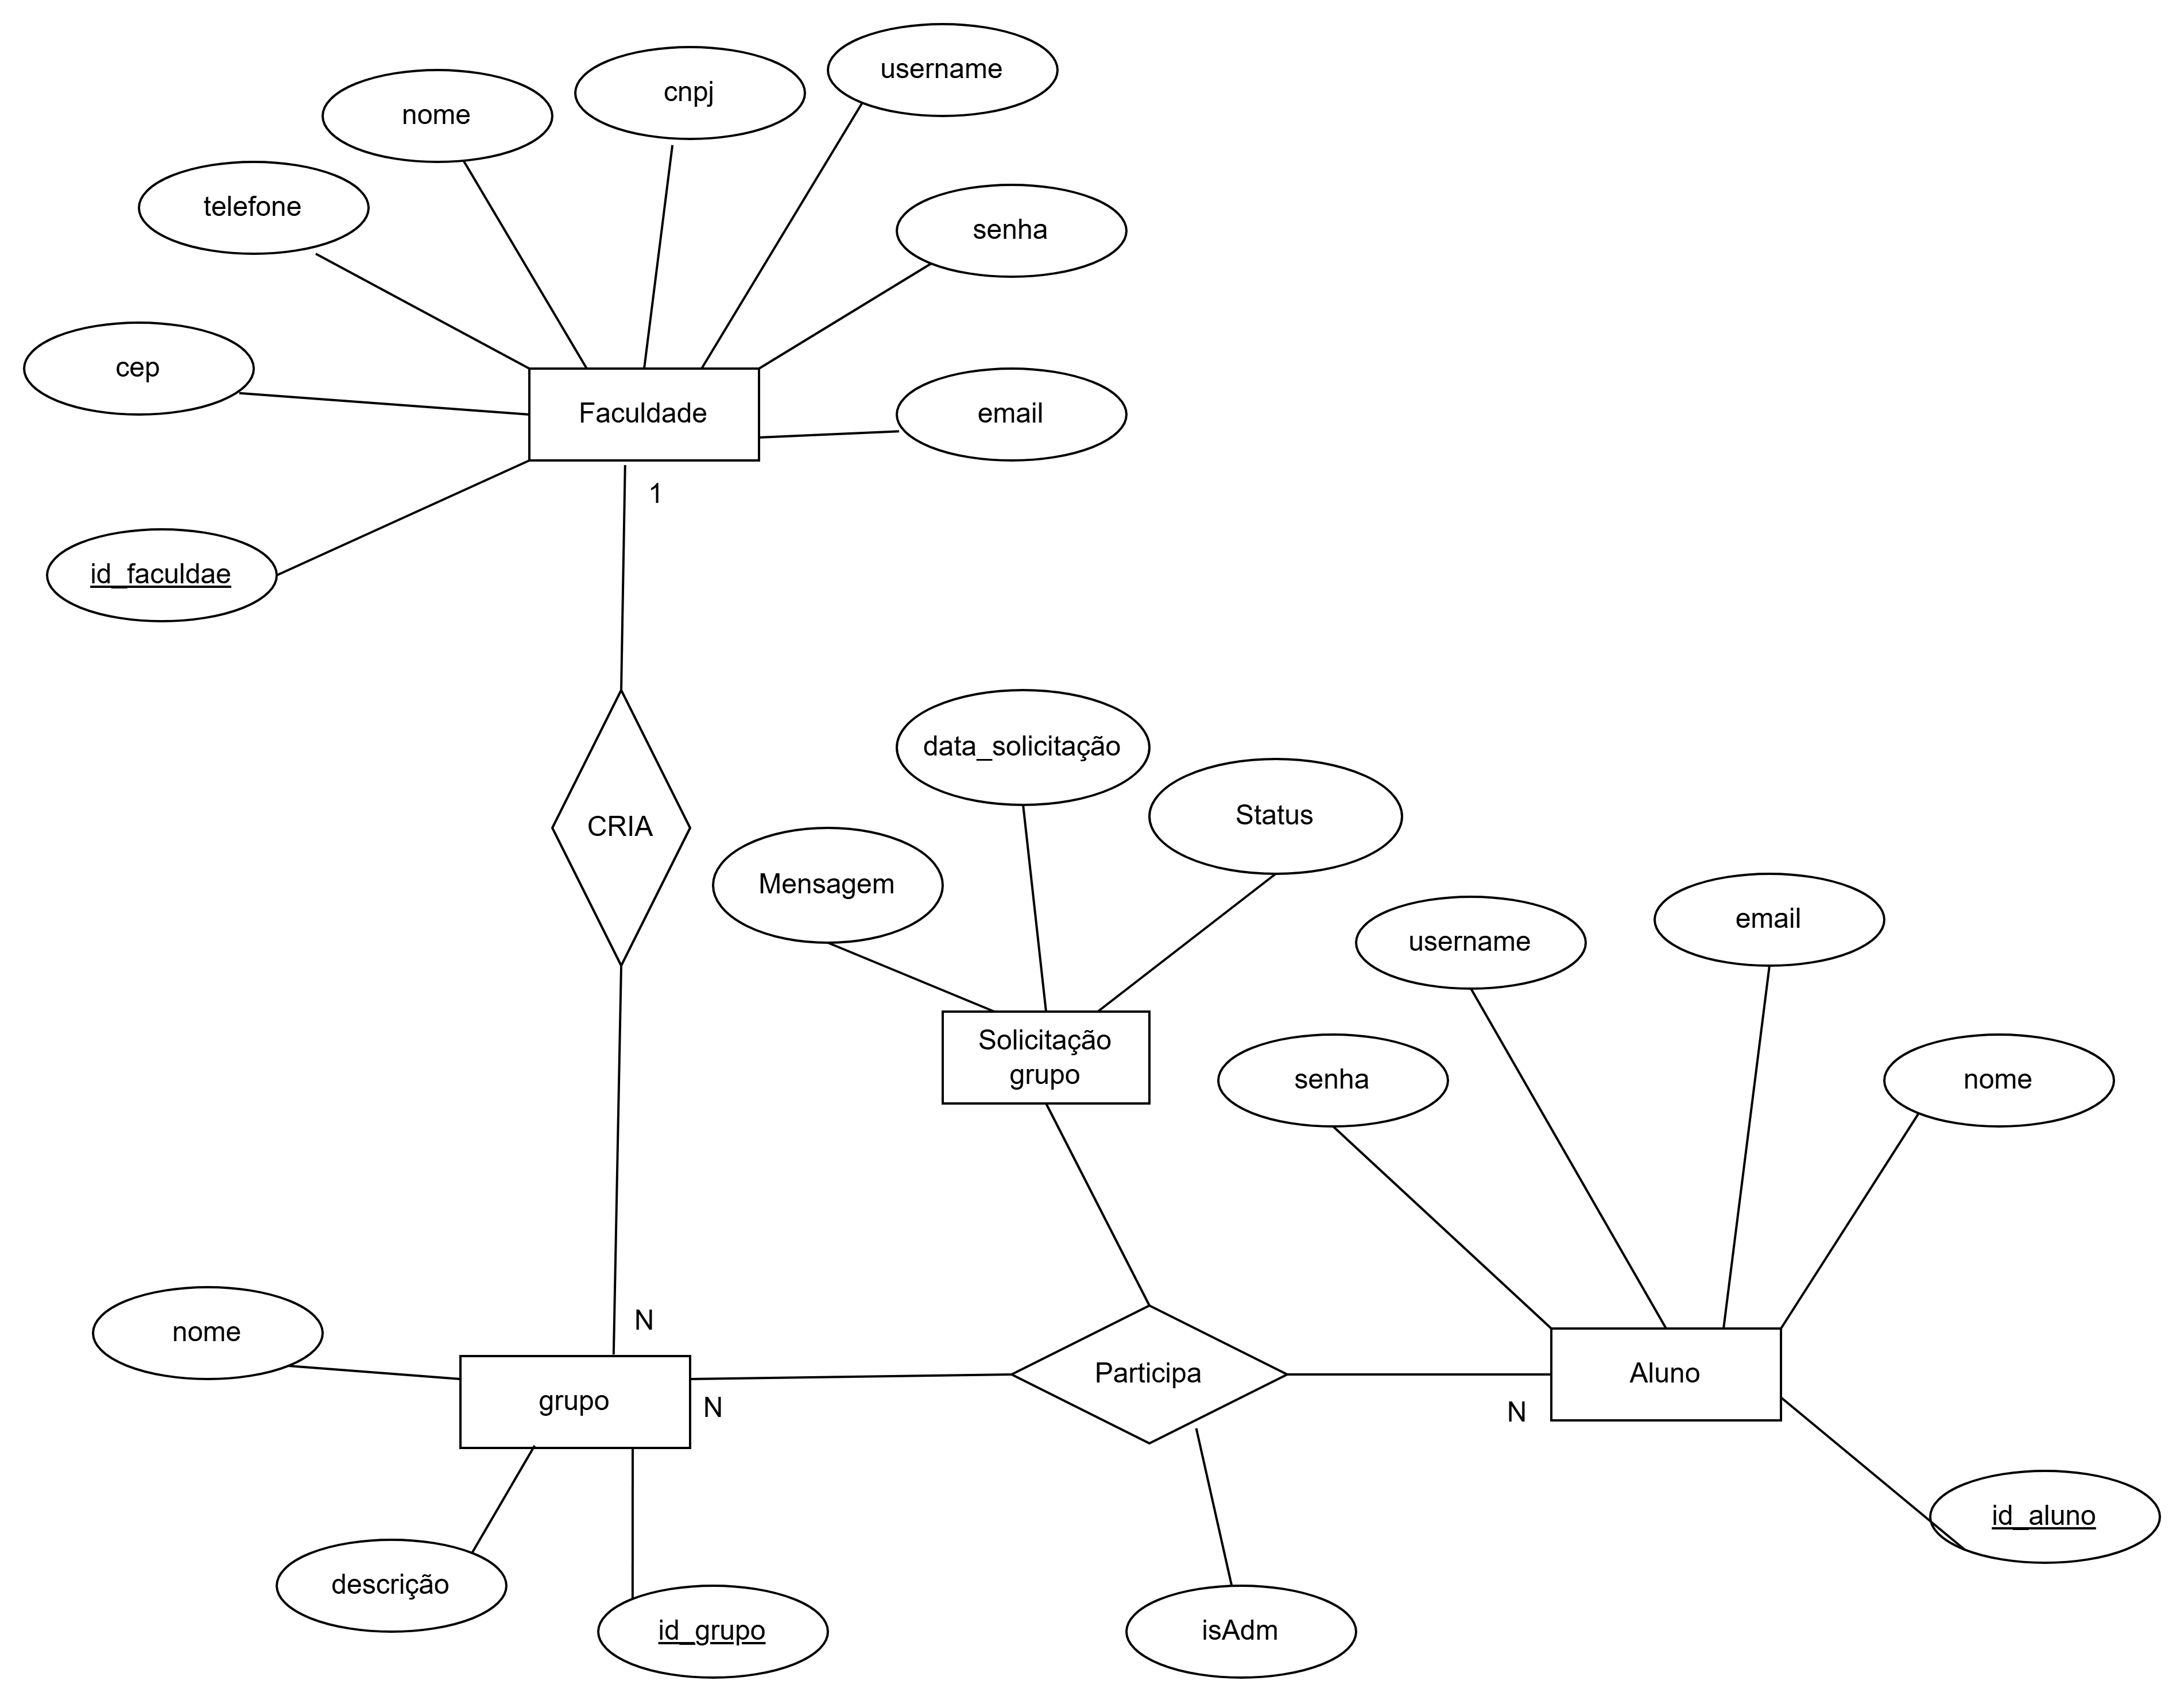 username
cnpj
nome
telefone
senha
cep
Faculdade
email
1
id_faculdae
data_solicitação
Status
CRIA
Mensagem
email
username
Solicitação
grupo
senha
nome
N
nome
Participa
Aluno
grupo
N
N
id_aluno
descrição
id_grupo
isAdm